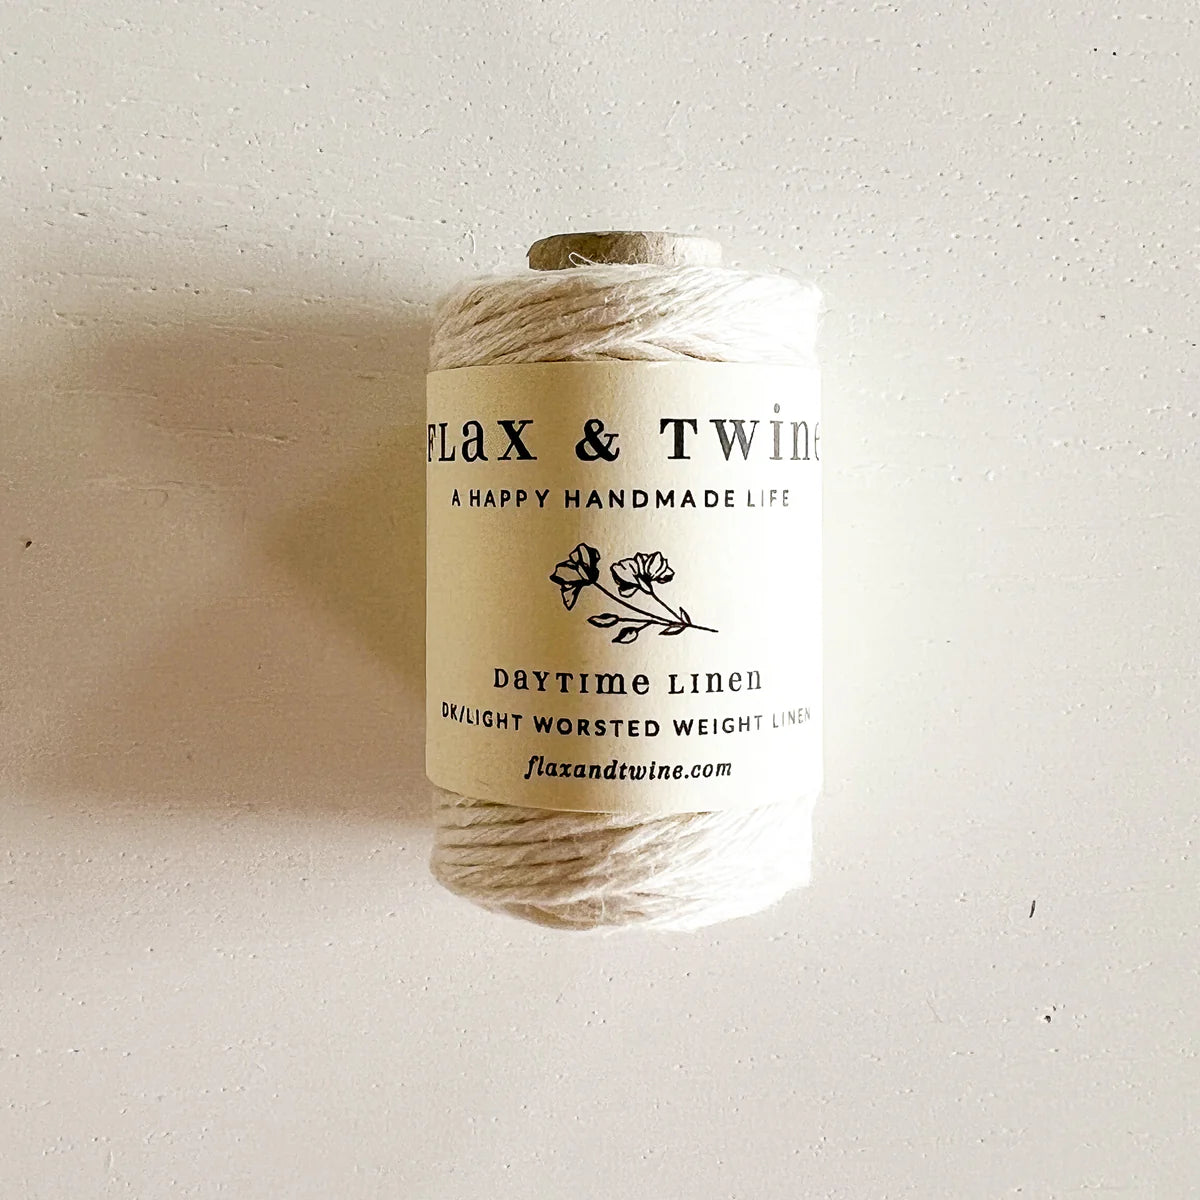 FLax & TWine
A HAPPY HANDMADE LIFE
DaYTIme LInen
DK/LIGHT WORSTED WEIGHT LINEN
flaxandtwine.com